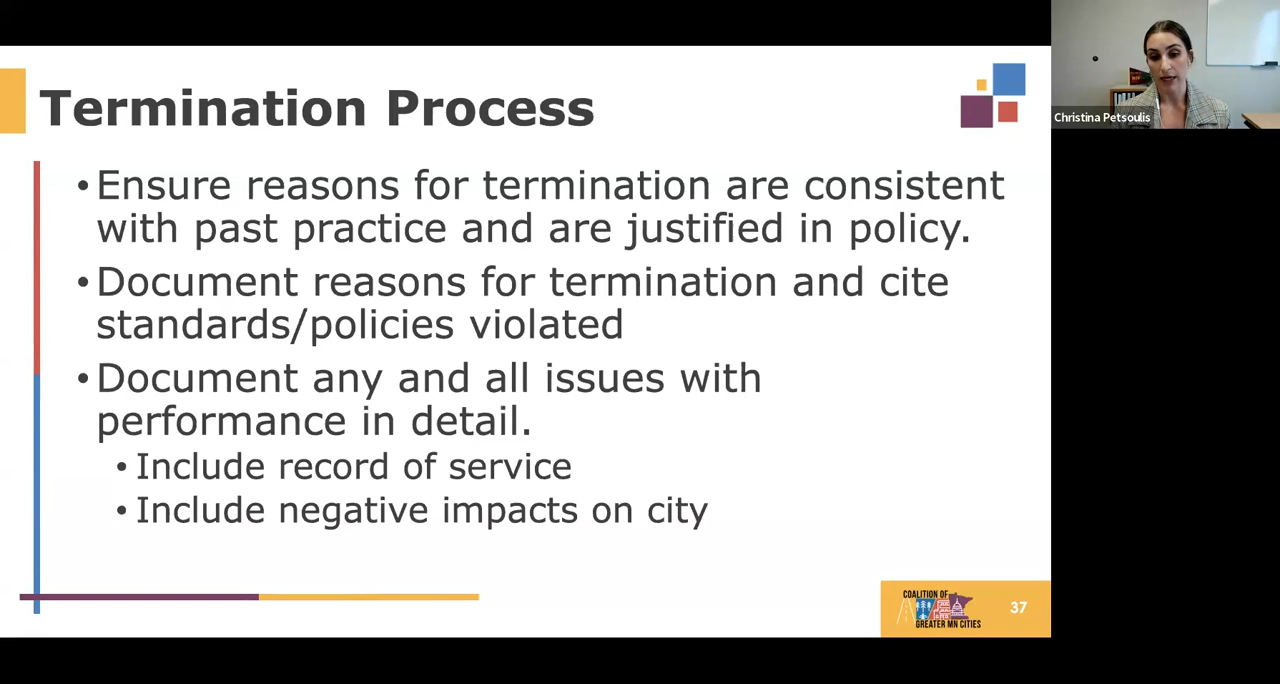 Termination Process
•Ensure reasons for termination are consistent
with past practice and are justified in policy.
•Document reasons for termination and cite
standards/policies violated
•Document any and all issues with
performance in detail.
•Include record of service
•Include negative impacts on city
COALITION OF
GREATER MN CITIES
37
Christina Petsoulis